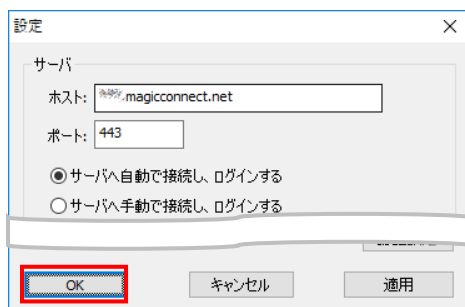 設定
サーバ
ホスト: .magicconnect.net
ポート: 443
サーバへ自動で接続し、ログインする
サーバへ手動で接続し、ログインする
OK キャンセル 適用